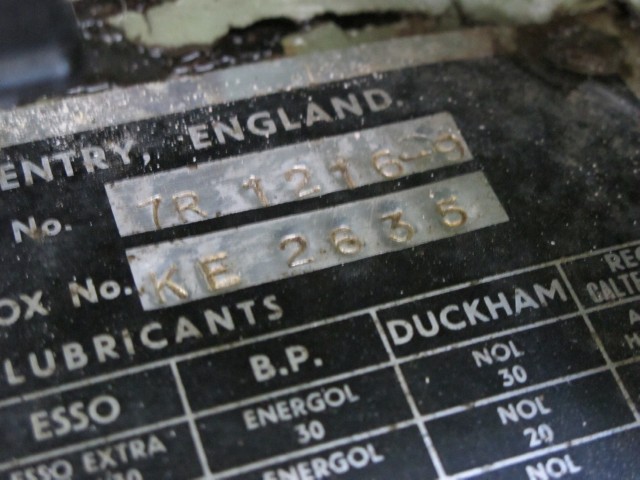 ENTRY, ENGLAND.
No. 7R 1216-9
OX No. KE 2635
LUBRICANTS
ESSO B.P. DUCKHAM
ESSO EXTRA ENERGOL 30 NOL 30
ENERGOL NOL 20
NOL